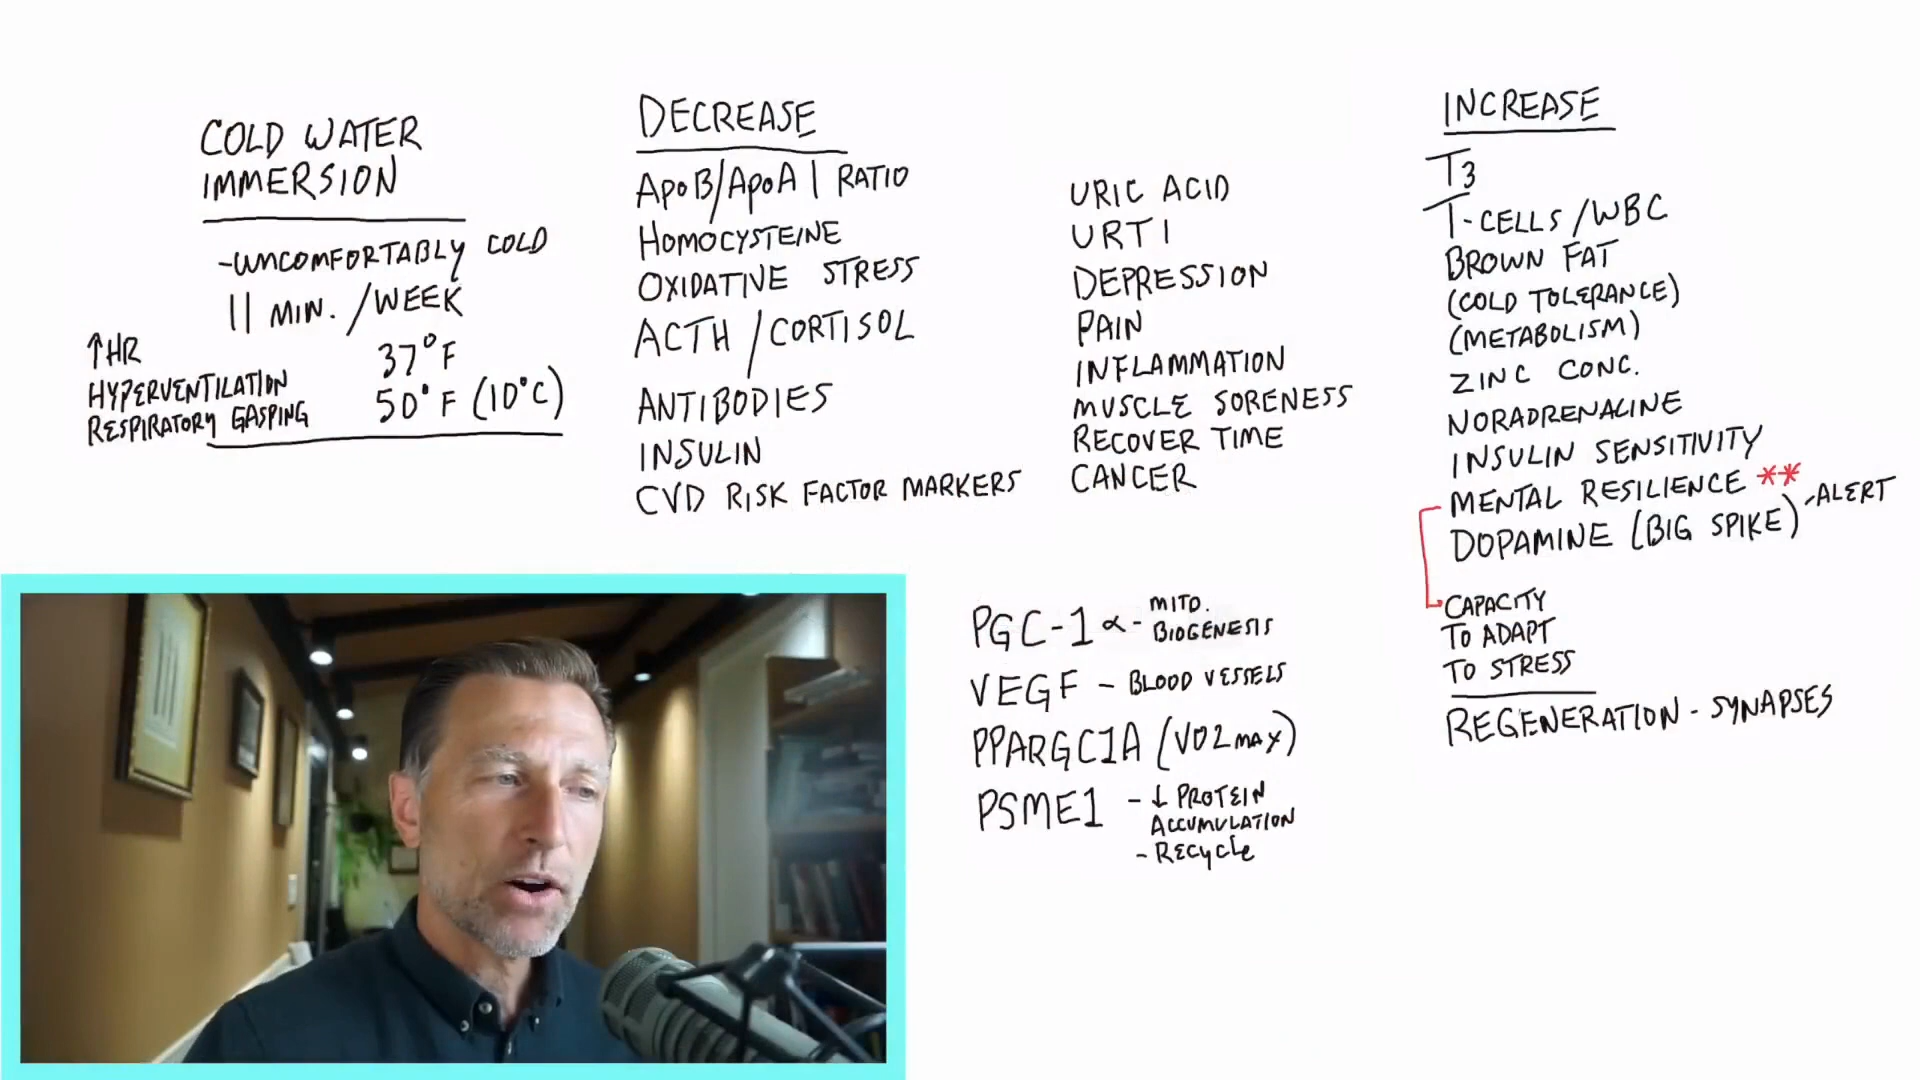 COLD WATER
IMMERSION
-UNCOMFORTABLY COLD
11 MIN. /WEEK
↑HR
HYPERVENTILATION
RESPIRATORY GASPING
37°F
50°F (10°C)
DECREASE
ApoB/ApoA1 RATIO
HOMOCYSTEINE
OXIDATIVE STRESS
ACTH/CORTISOL
ANTIBODIES
INSULIN
CVD RISK FACTOR MARKERS
URIC ACID
URTI
DEPRESSION
PAIN
INFLAMMATION
MUSCLE SORENESS
RECOVER TIME
CANCER
PGC-1α- MITO.
BIOGENESIS
VEGF - BLOOD VESSELS
PPARGC1A (VO2 MAX)
PSME1 - ↓ PROTEIN
ACCUMULATION
- RECYCLE
INCREASE
T3
T-CELLS/WBC
BROWN FAT
(COLD TOLERANCE)
(METABOLISM)
ZINC CONC.
NORADRENALINE
INSULIN SENSITIVITY
MENTAL RESILIENCE **
DOPAMINE (BIG SPIKE) -ALERT
CAPACITY
TO ADAPT
TO STRESS
REGENERATION - SYNAPSES